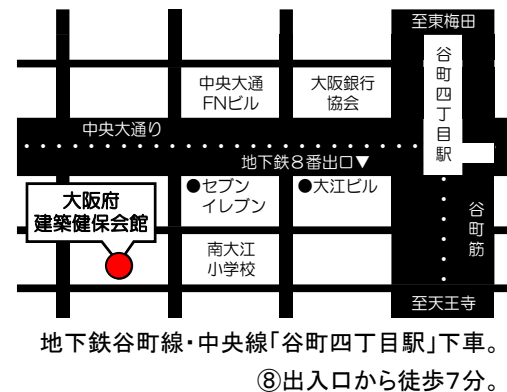 至東梅田
谷町四丁目駅
中央大通
FNビル
大阪銀行
協会
中央大通り
地下鉄8番出口▼
●セブン
イレブン
●大江ビル
谷町筋
大阪府
建築健保会館
南大江
小学校
至天王寺
地下鉄谷町線・中央線「谷町四丁目駅」下車。
⑧出入口から徒歩7分。